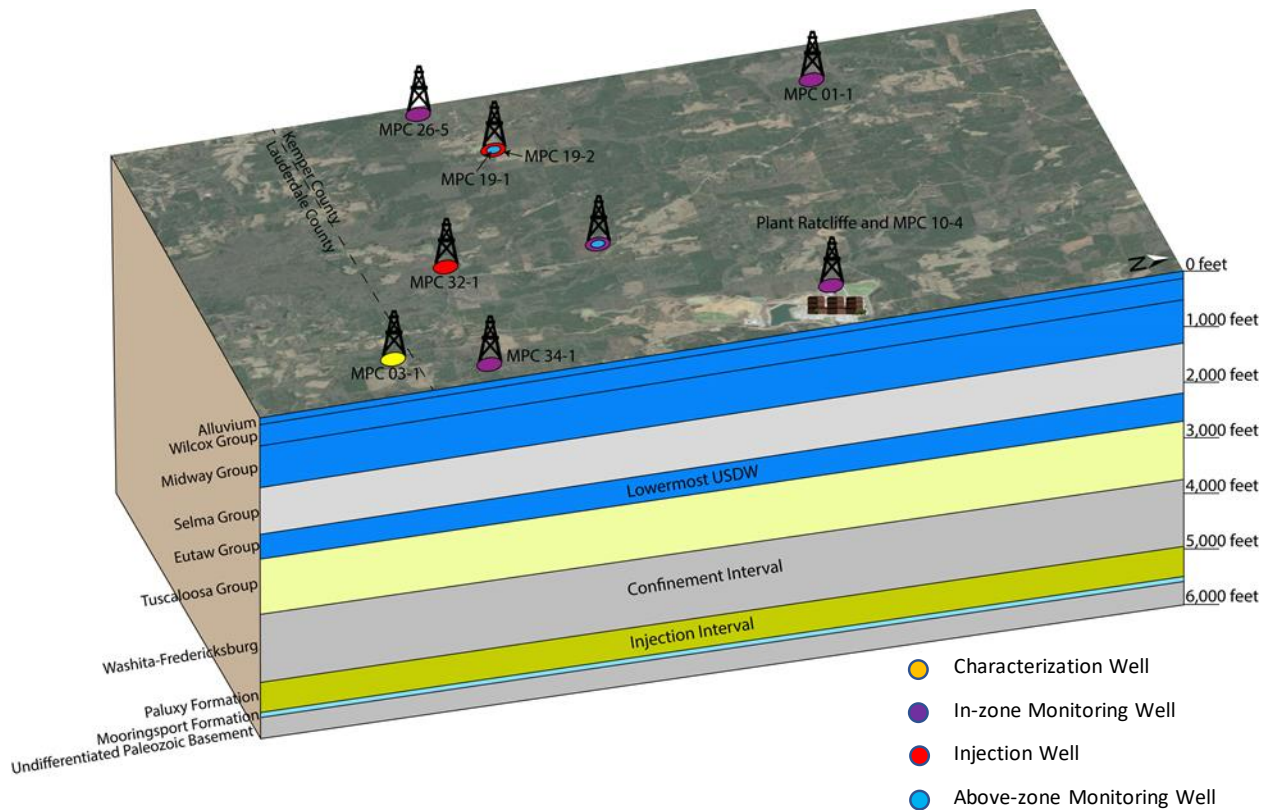 MPC 01-1
MPC 26-5
MPC 19-2
MPC 19-1
Kemper County
Lauderdale County
Plant Ratcliffe and MPC 10-4
MPC 32-1
MPC 34-1
MPC 03-1
N
0 feet
1,000 feet
2,000 feet
3,000 feet
4,000 feet
5,000 feet
6,000 feet
Alluvium
Wilcox Group
Midway Group
Selma Group
Eutaw Group
Tuscaloosa Group
Washita-Fredericksburg
Paluxy Formation
Mooringsport Formation
Undifferentiated Paleozoic Basement
Lowermost USDW
Confinement Interval
Injection Interval
Characterization Well
In-zone Monitoring Well
Injection Well
Above-zone Monitoring Well